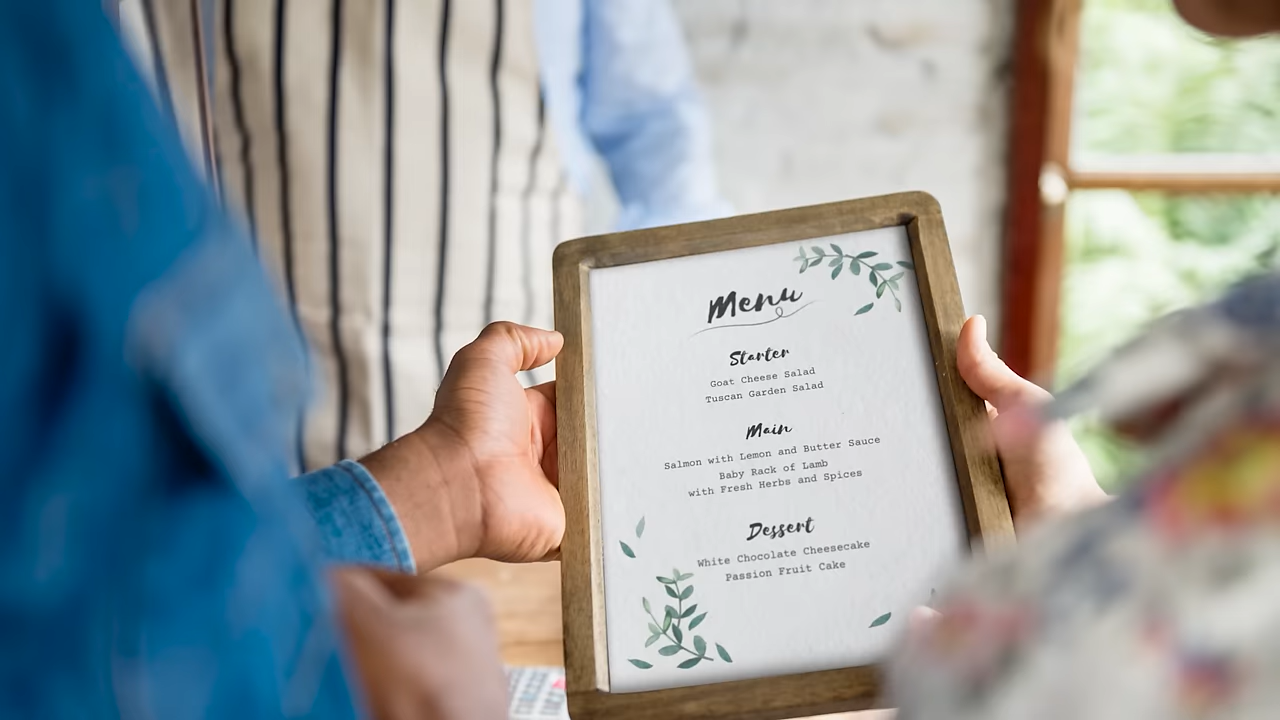 Menu
Starter
Goat Cheese Salad
Tuscan Garden Salad
Main
Salmon with Lemon and Butter Sauce
Baby Rack of Lamb
with Fresh Herbs and Spices
Dessert
White Chocolate Cheesecake
Passion Fruit Cake